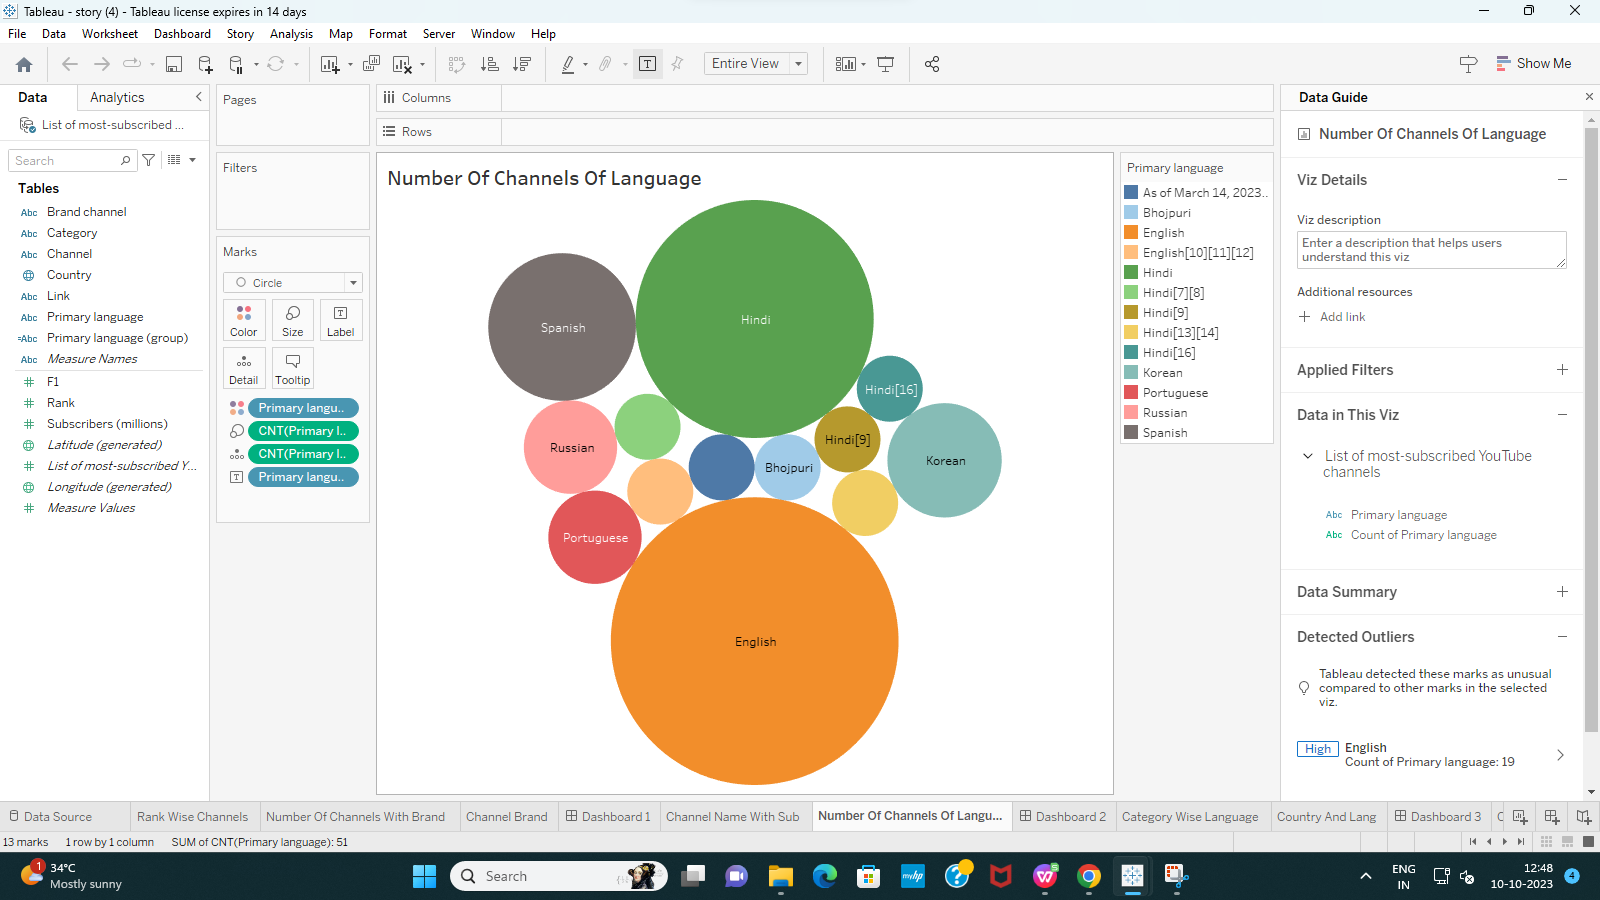 Tableau - story (4) - Tableau license expires in 14 days
File Data Worksheet Dashboard Story Analysis Map Format Server Window Help
Entire View
Show Me
Data Analytics
List of most-subscribed ...
Search
Tables
Abc Brand channel
Abc Category
Abc Channel
Country
Abc Link
Abc Primary language
=Abc Primary language (group)
Abc Measure Names
F1
Rank
Subscribers (millions)
Latitude (generated)
List of most-subscribed Y...
Longitude (generated)
Measure Values
Pages
Filters
Marks
Circle
Color Size Label
Detail Tooltip
Primary langu..
CNT(Primary l..
CNT(Primary l..
Primary langu..
Columns
Rows
Number Of Channels Of Language
Hindi
Spanish
Hindi[16]
Russian
Hindi[9]
Korean
Bhojpuri
Portuguese
English
Primary language
As of March 14, 2023..
Bhojpuri
English
English[10][11][12]
Hindi
Hindi[7][8]
Hindi[9]
Hindi[13][14]
Hindi[16]
Korean
Portuguese
Russian
Spanish
Data Guide
Number Of Channels Of Language
Viz Details
Viz description
Enter a description that helps users
understand this viz
Additional resources
Add link
Applied Filters
Data in This Viz
List of most-subscribed YouTube
channels
Abc Primary language
Abc Count of Primary language
Data Summary
Detected Outliers
Tableau detected these marks as unusual
compared to other marks in the selected
viz.
High English
Count of Primary language: 19
Data Source Rank Wise Channels Number Of Channels With Brand Channel Brand Dashboard 1 Channel Name With Sub Number Of Channels Of Langu... Dashboard 2 Category Wise Language Country And Lang Dashboard 3
13 marks 1 row by 1 column SUM of CNT(Primary language): 51
1 34°C
Mostly sunny
Search
myhp
5
ENG
IN
12:48
10-10-2023
4